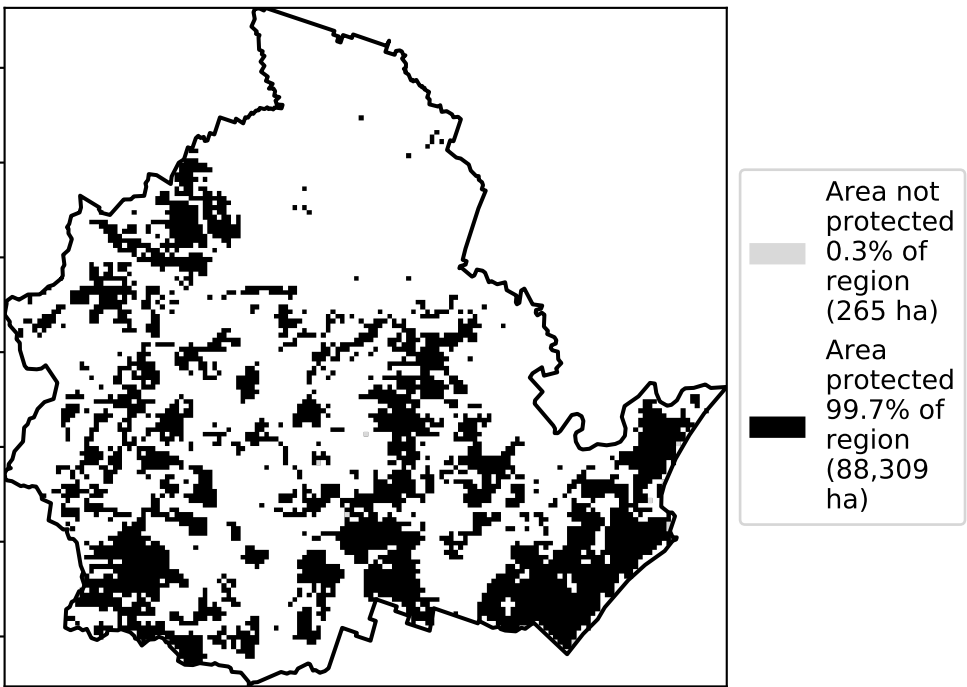 Area not
protected
0.3% of
region
(265 ha)
Area
protected
99.7% of
region
(88,309
ha)